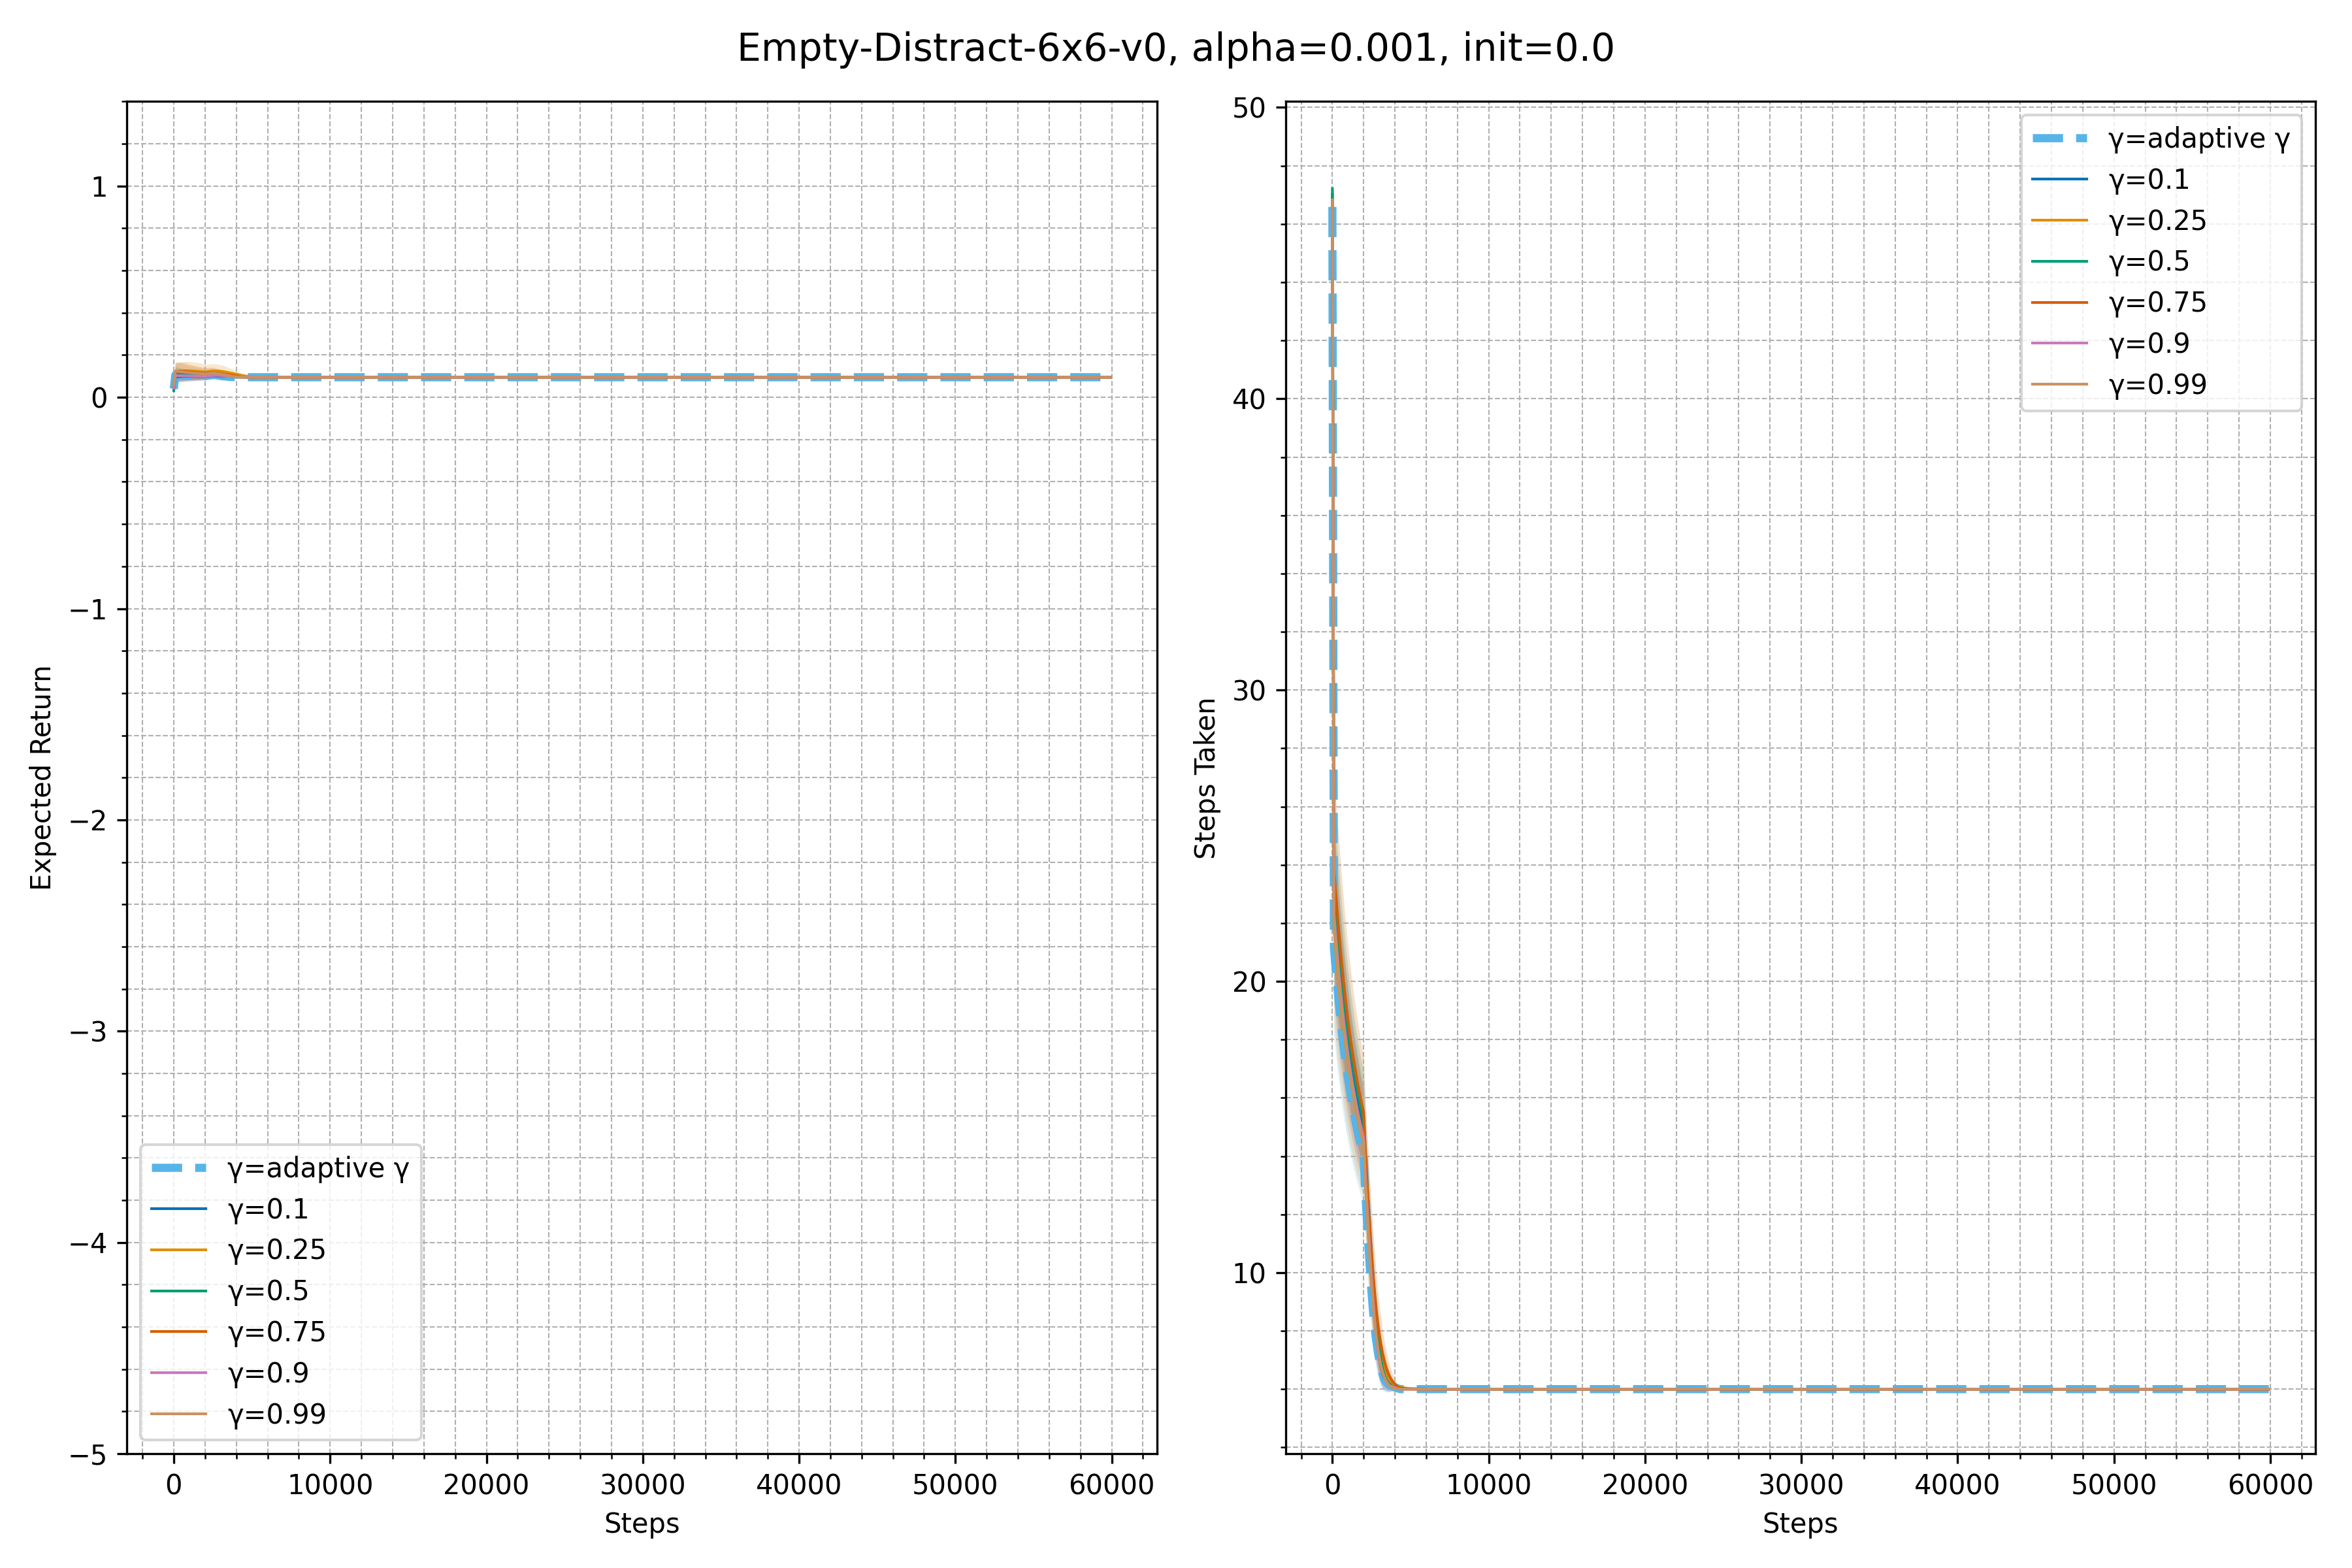 Empty-Distract-6x6-v0, alpha=0.001, init=0.0
Expected Return
1
0
−1
−2
−3
−4
−5
γ=adaptive γ
γ=0.1
γ=0.25
γ=0.5
γ=0.75
γ=0.9
γ=0.99
0 10000 20000 30000 40000 50000 60000
Steps
Steps Taken
50
40
30
20
10
γ=adaptive γ
γ=0.1
γ=0.25
γ=0.5
γ=0.75
γ=0.9
γ=0.99
0 10000 20000 30000 40000 50000 60000
Steps